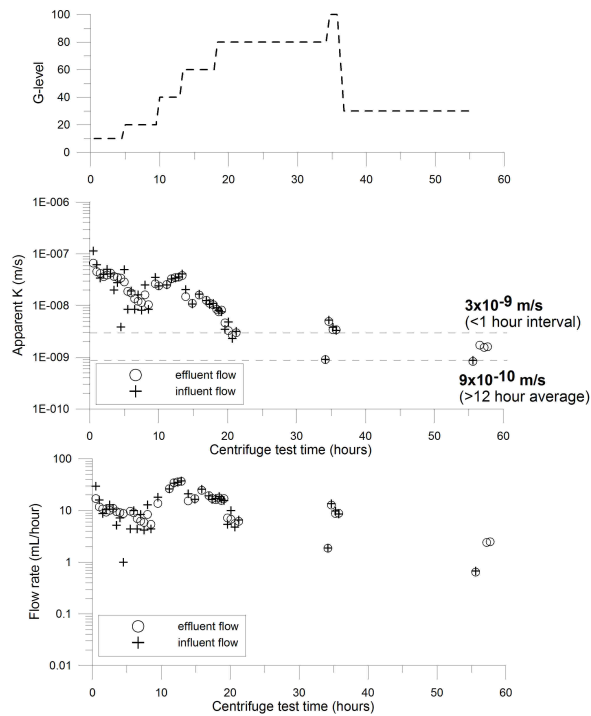 G-level
100
80
60
40
20
0
0 10 20 30 40 50 60
Apparent K (m/s)
1E-006
1E-007
1E-008
1E-009
1E-010
3x10-9 m/s
(<1 hour interval)
9x10-10 m/s
(>12 hour average)
effluent flow
influent flow
0 10 20 30 40 50 60
Centrifuge test time (hours)
Flow rate (mL/hour)
100
10
1
0.1
0.01
effluent flow
influent flow
0 10 20 30 40 50 60
Centrifuge test time (hours)